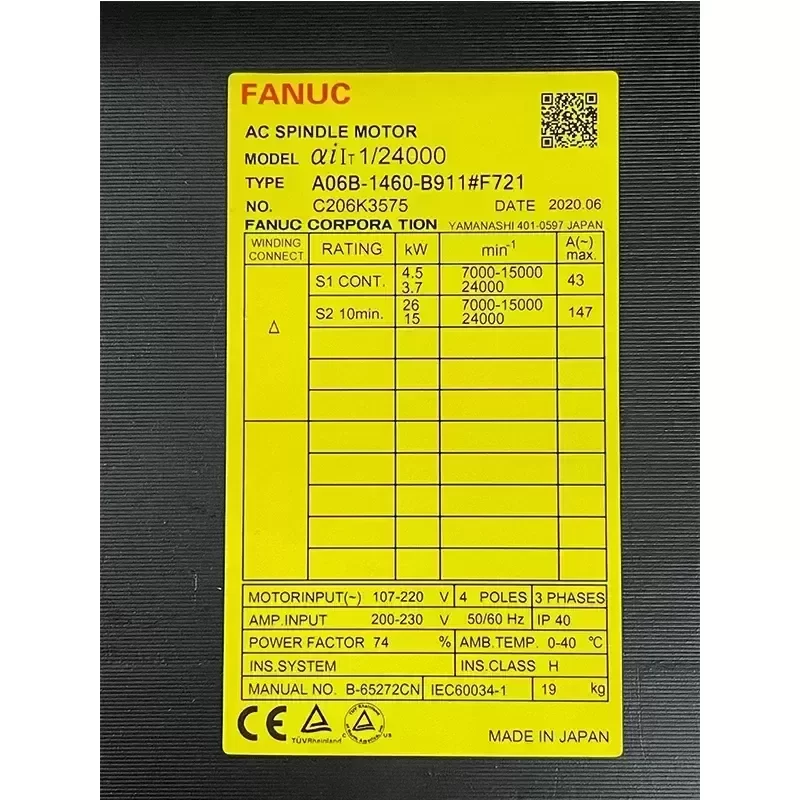 FANUC
AC SPINDLE MOTOR
MODEL αiIT 1/24000
TYPE A06B-1460-B911#F721
NO. C206K3575 DATE 2020.06
FANUC CORPORA TION YAMANASHI 401-0597 JAPAN
WINDING CONNECT. RATING kW min-1 A(~) max.
S1 CONT. 4.5 7000-15000 43
3.7 24000
Δ S2 10min. 26 7000-15000 147
15 24000
MOTORINPUT(~) 107-220 V 4 POLES 3 PHASES
AMP.INPUT 200-230 V 50/60 Hz IP 40
POWER FACTOR 74 % AMB.TEMP. 0-40 ℃
INS.SYSTEM INS.CLASS H
MANUAL NO. B-65272CN IEC60034-1 19 kg
CE TÜVRheinland C US MADE IN JAPAN